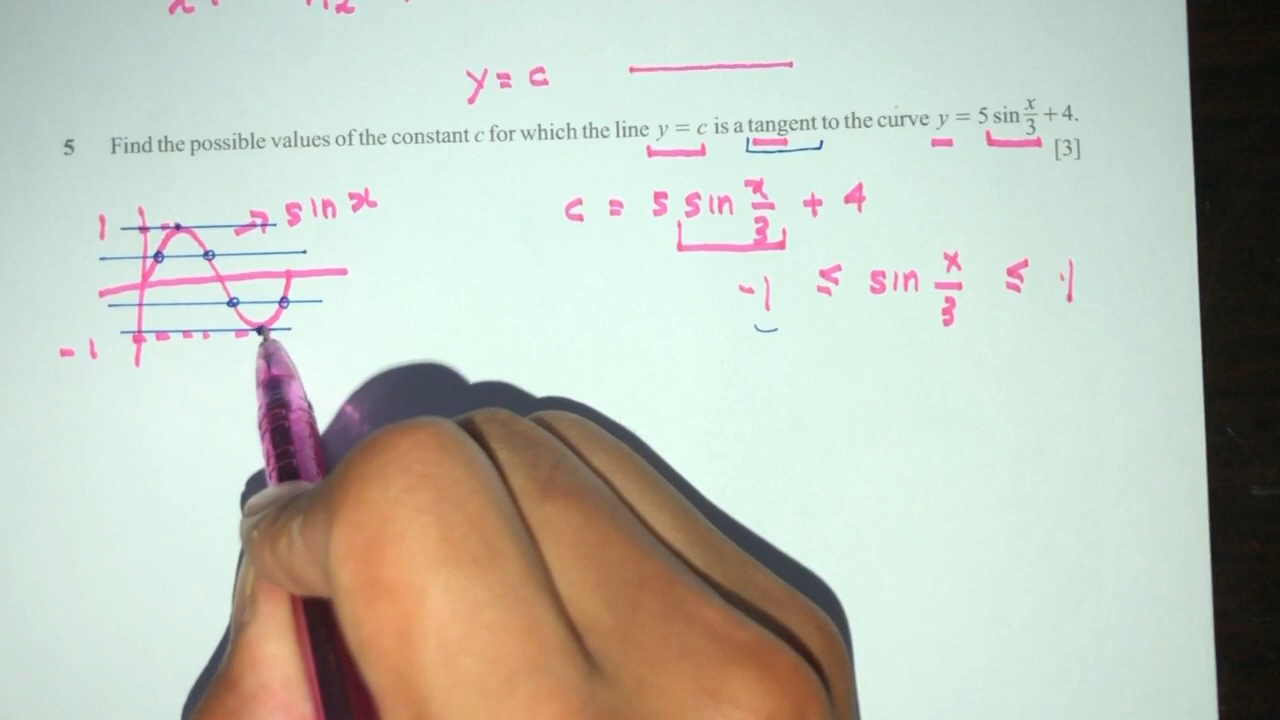 y = c
5 Find the possible values of the constant c for which the line y = c is a tangent to the curve y = 5 sin x/3 + 4.
[3]
1 → sin x
-1
c = 5 sin x/3 + 4
-1 ≤ sin x/3 ≤ 1